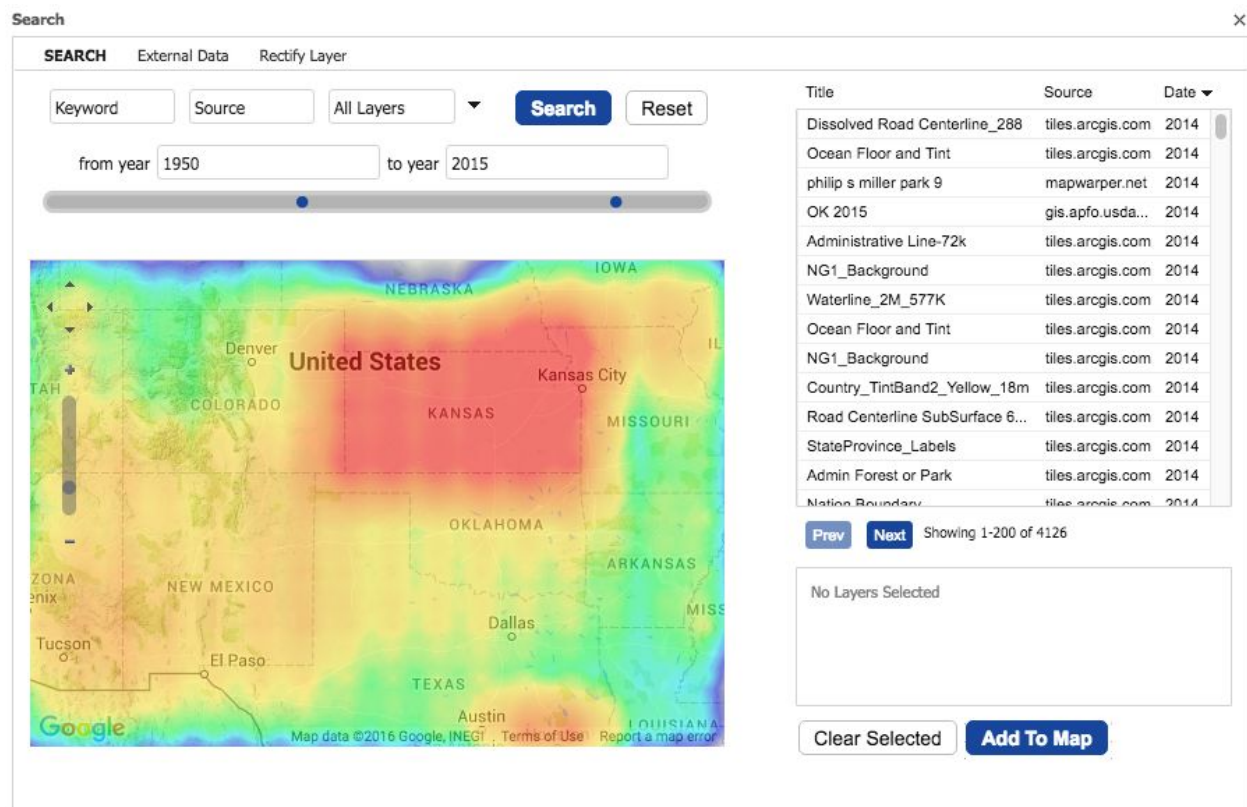 Search
SEARCH External Data Rectify Layer
Keyword Source All Layers Search Reset
from year 1950 to year 2015
IOWA
NEBRASKA
Denver
United States
IL
Kansas City
TAH
COLORADO
KANSAS
MISSOURI
OKLAHOMA
ARKANSAS
ZONA
NEW MEXICO
enix
MISS
Dallas
Tucson
El Paso
TEXAS
Austin
LOUISIANA
Google
Map data ©2016 Google, INEGI Terms of Use Report a map error
Title Source Date
Dissolved Road Centerline_288 tiles.arcgis.com 2014
Ocean Floor and Tint tiles.arcgis.com 2014
philip s miller park 9 mapwarper.net 2014
OK 2015 gis.apfo.usda... 2014
Administrative Line-72k tiles.arcgis.com 2014
NG1_Background tiles.arcgis.com 2014
Waterline_2M_577K tiles.arcgis.com 2014
Ocean Floor and Tint tiles.arcgis.com 2014
NG1_Background tiles.arcgis.com 2014
Country_TintBand2_Yellow_18m tiles.arcgis.com 2014
Road Centerline SubSurface 6... tiles.arcgis.com 2014
StateProvince_Labels tiles.arcgis.com 2014
Admin Forest or Park tiles.arcgis.com 2014
Nation Boundary tiles.arcgis.com 2014
Prev Next Showing 1-200 of 4126
No Layers Selected
Clear Selected Add To Map